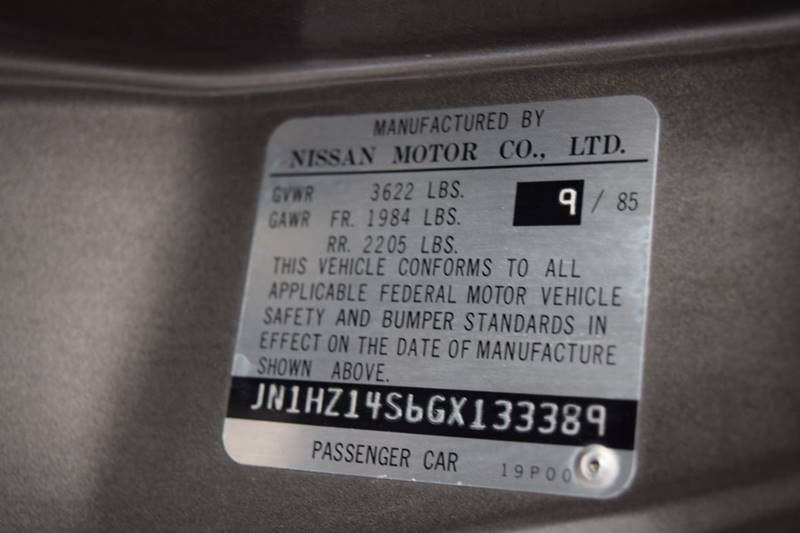 MANUFACTURED BY
NISSAN MOTOR CO., LTD.
GVWR 3622 LBS. 9 / 85
GAWR FR. 1984 LBS.
RR. 2205 LBS.
THIS VEHICLE CONFORMS TO ALL
APPLICABLE FEDERAL MOTOR VEHICLE
SAFETY AND BUMPER STANDARDS IN
EFFECT ON THE DATE OF MANUFACTURE
SHOWN ABOVE.
JN1HZ14S6GX133389
PASSENGER CAR 19P00